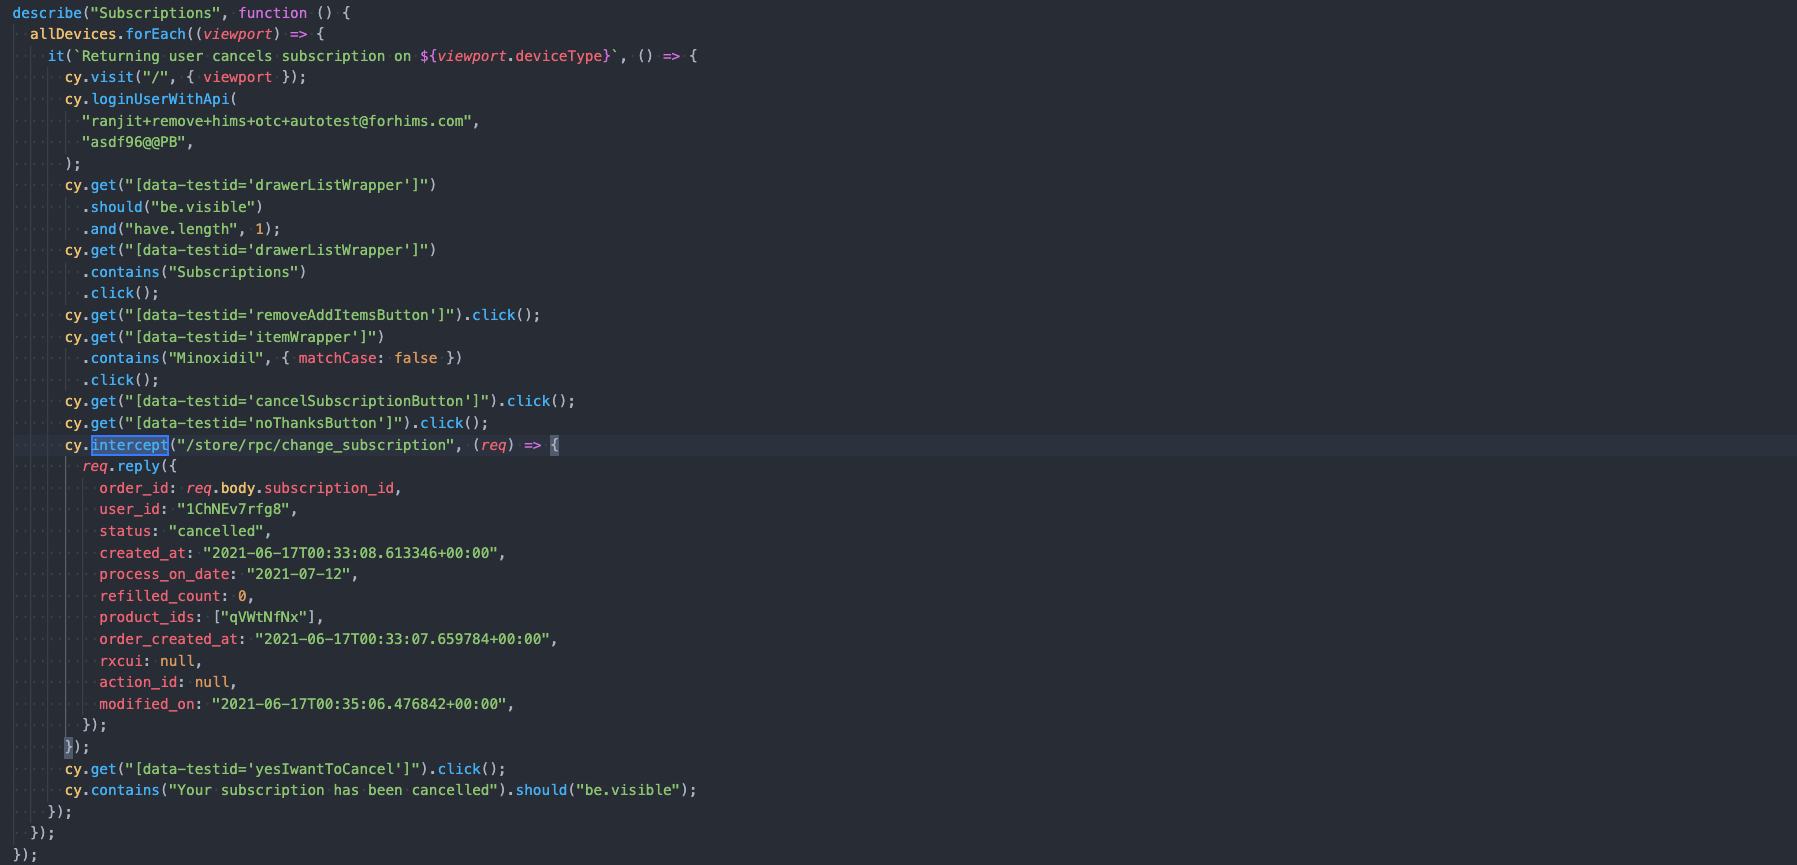 describe("Subscriptions", function () {
allDevices.forEach((viewport) => {
it(`Returning user cancels subscription on ${viewport.deviceType}`, () => {
cy.visit("/", { viewport });
cy.loginUserWithApi(
"ranjit+remove+hims+otc+autotest@forhims.com",
"asdf96@@PB",
);
cy.get("[data-testid='drawerListWrapper']")
.should("be.visible")
.and("have.length", 1);
cy.get("[data-testid='drawerListWrapper']")
.contains("Subscriptions")
.click();
cy.get("[data-testid='removeAddItemsButton']").click();
cy.get("[data-testid='itemWrapper']")
.contains("Minoxidil", { matchCase: false })
.click();
cy.get("[data-testid='cancelSubscriptionButton']").click();
cy.get("[data-testid='noThanksButton']").click();
cy.intercept("/store/rpc/change_subscription", (req) => {
req.reply({
order_id: req.body.subscription_id,
user_id: "1ChNEv7rfg8",
status: "cancelled",
created_at: "2021-06-17T00:33:08.613346+00:00",
process_on_date: "2021-07-12",
refilled_count: 0,
product_ids: ["qVWtNfNx"],
order_created_at: "2021-06-17T00:33:07.659784+00:00",
rxcui: null,
action_id: null,
modified_on: "2021-06-17T00:35:06.476842+00:00",
});
});
cy.get("[data-testid='yesIwantToCancel']").click();
cy.contains("Your subscription has been cancelled").should("be.visible");
});
});
});